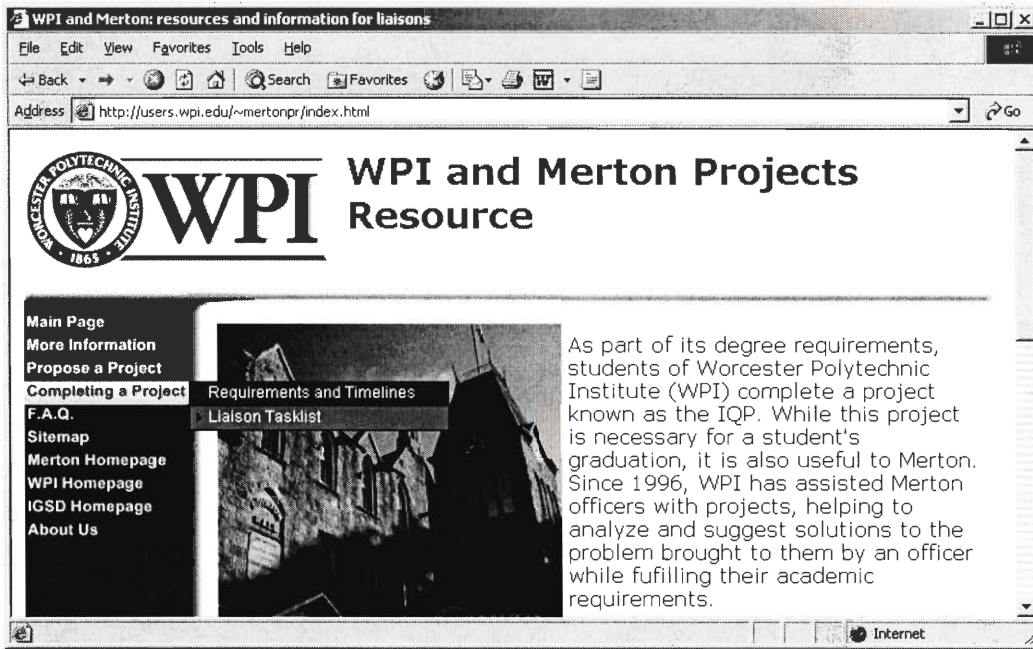 WPI and Merton: resources and information for liaisons
File Edit View Favorites Tools Help
Back Search Favorites
Address http://users.wpi.edu/~mertonpr/index.html Go
WORCESTER POLYTECHNIC INSTITUTE
1865
WPI
WPI and Merton Projects
Resource
Main Page
More Information
Propose a Project
Completing a Project
Requirements and Timelines
Liaison Tasklist
F.A.Q.
Sitemap
Merton Homepage
WPI Homepage
IGSD Homepage
About Us
As part of its degree requirements,
students of Worcester Polytechnic
Institute (WPI) complete a project
known as the IQP. While this project
is necessary for a student's
graduation, it is also useful to Merton.
Since 1996, WPI has assisted Merton
officers with projects, helping to
analyze and suggest solutions to the
problem brought to them by an officer
while fufilling their academic
requirements.
Internet